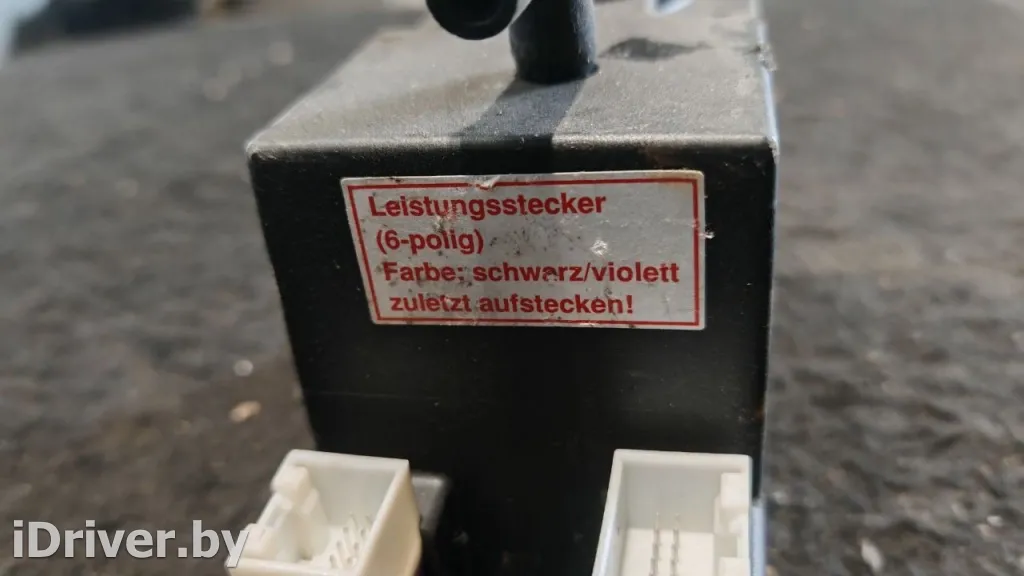 Leistungsstecker
(6-polig)
Farbe: schwarz/violett
zuletzt aufstecken!
iDriver.by